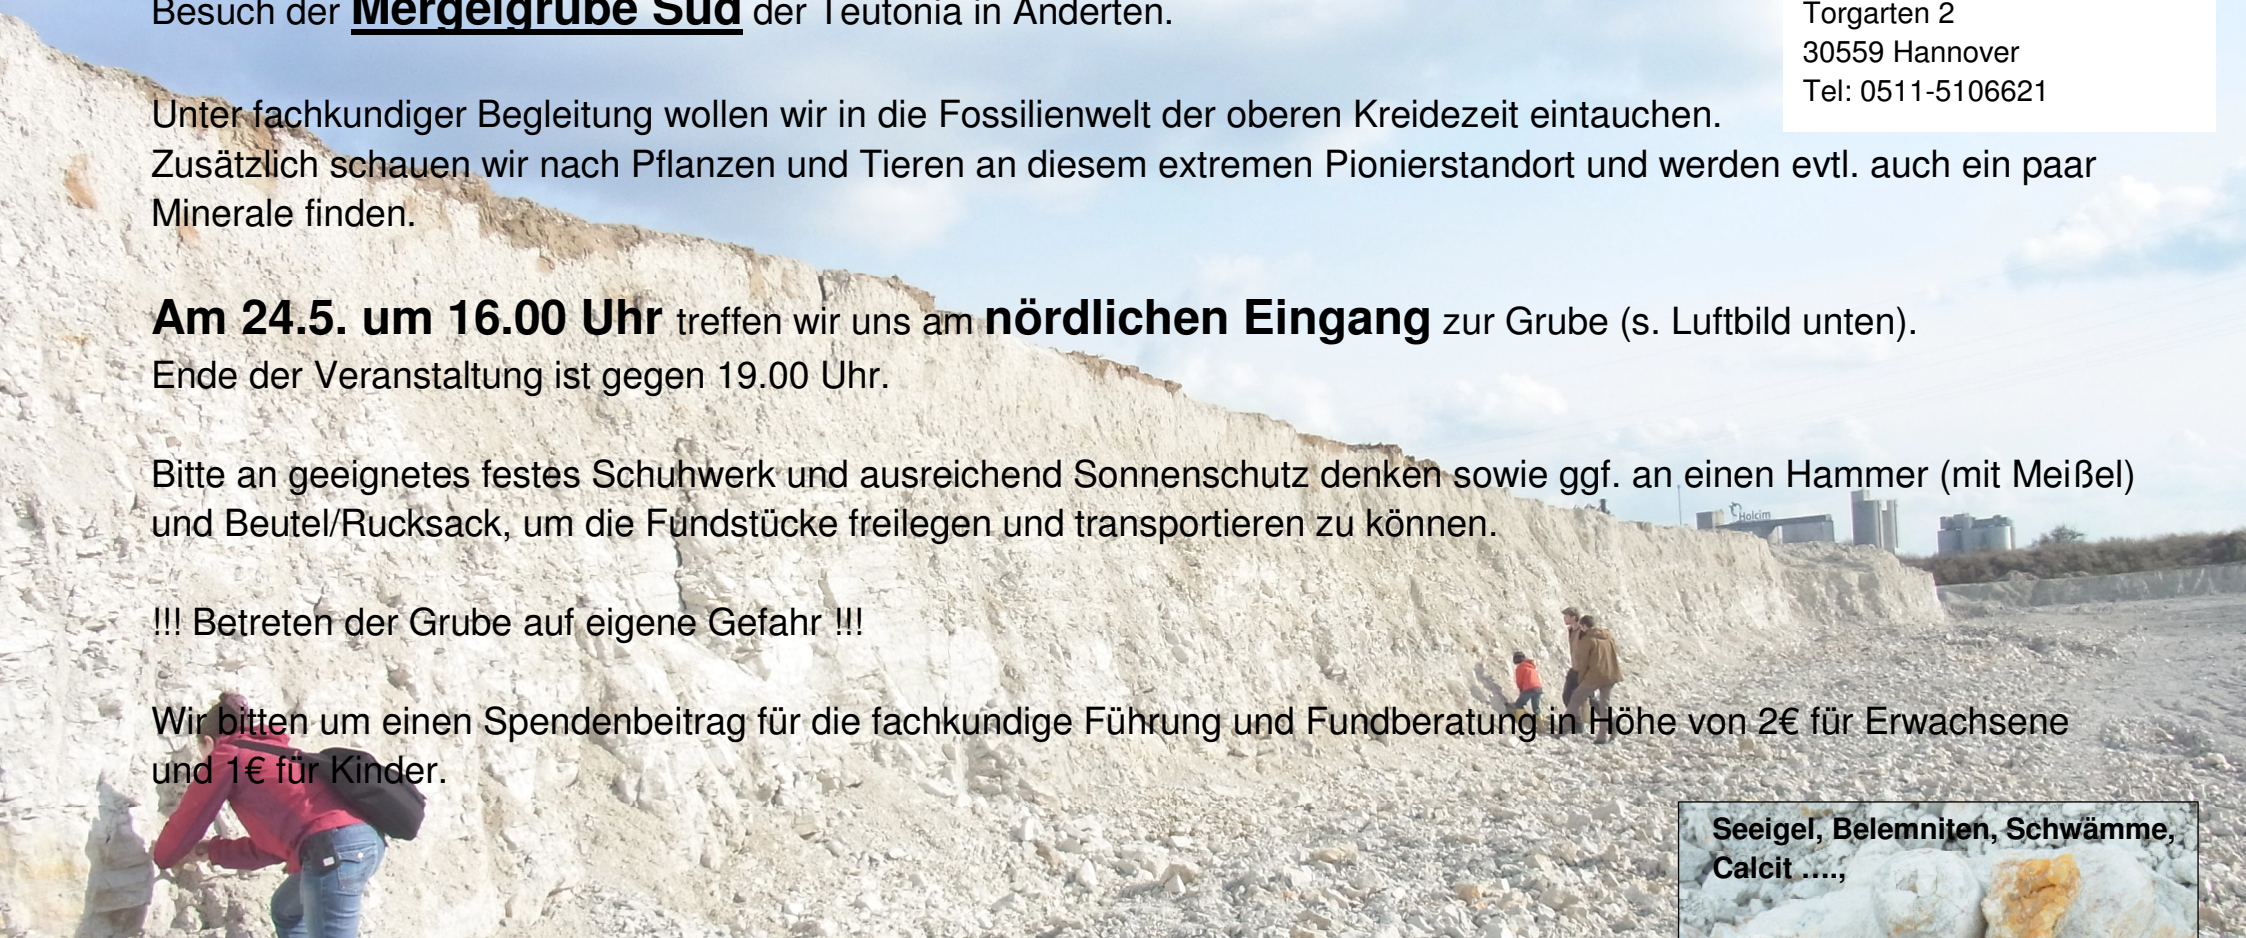 Besuch der Mergelgrube Süd der Teutonia in Anderten.
Torgarten 2
30559 Hannover
Tel: 0511-5106621
Unter fachkundiger Begleitung wollen wir in die Fossilienwelt der oberen Kreidezeit eintauchen.
Zusätzlich schauen wir nach Pflanzen und Tieren an diesem extremen Pionierstandort und werden evtl. auch ein paar
Minerale finden.
Am 24.5. um 16.00 Uhr treffen wir uns am nördlichen Eingang zur Grube (s. Luftbild unten).
Ende der Veranstaltung ist gegen 19.00 Uhr.
Bitte an geeignetes festes Schuhwerk und ausreichend Sonnenschutz denken sowie ggf. an einen Hammer (mit Meißel)
und Beutel/Rucksack, um die Fundstücke freilegen und transportieren zu können.
Holcim
!!! Betreten der Grube auf eigene Gefahr !!!
Wir bitten um einen Spendenbeitrag für die fachkundige Führung und Fundberatung in Höhe von 2€ für Erwachsene
und 1€ für Kinder.
Seeigel, Belemniten, Schwämme,
Calcit ….,